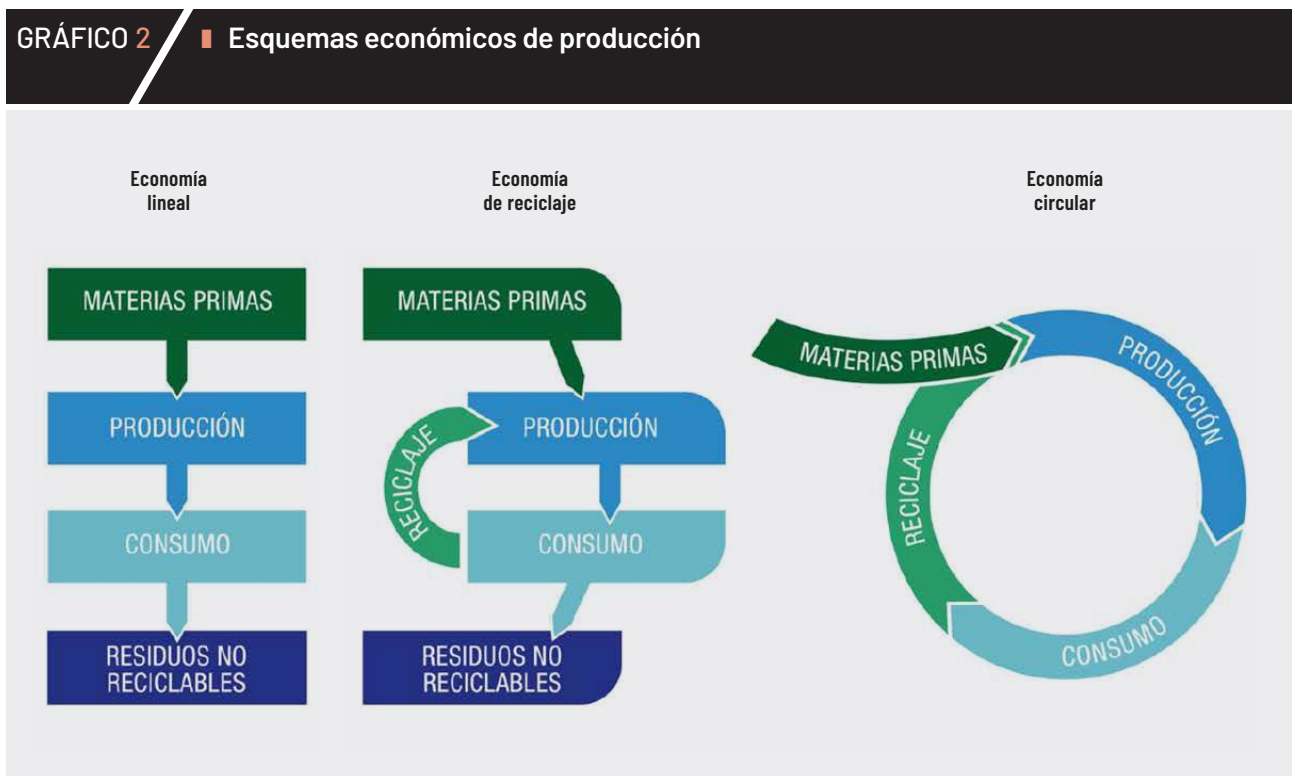 GRÁFICO 2
Esquemas económicos de producción
Economía
lineal
MATERIAS PRIMAS
PRODUCCIÓN
CONSUMO
RESIDUOS NO
RECICLABLES
Economía
de reciclaje
MATERIAS PRIMAS
PRODUCCIÓN
RECICLAJE
CONSUMO
RESIDUOS NO
RECICLABLES
Economía
circular
MATERIAS PRIMAS
PRODUCCIÓN
CONSUMO
RECICLAJE